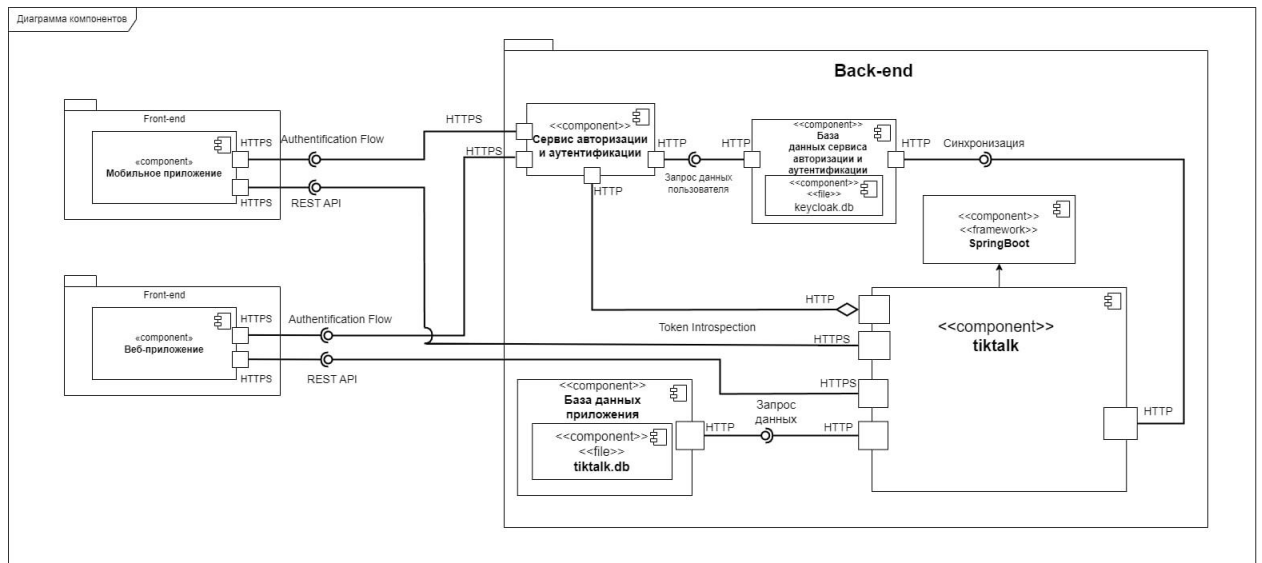 Диаграмма компонентов
Back-end
Front-end
HTTPS
«component»
Мобильное приложение
HTTPS
Authentification Flow
REST API
HTTPS
HTTPS
<<component>>
Сервис авторизации
и аутентификации
HTTP
HTTP
Запрос данных
пользователя
HTTP
<<component>>
База
данных сервиса
авторизации и
аутентификации
<<component>>
<<file>>
keycloak.db
HTTP
Синхронизация
<<component>>
<<framework>>
SpringBoot
Front-end
HTTPS
«component»
Веб-приложение
HTTPS
Authentification Flow
REST API
HTTP
Token Introspection
HTTPS
HTTPS
<<component>>
tiktalk
HTTP
<<component>>
База данных
приложения
<<component>>
<<file>>
tiktalk.db
HTTP
Запрос
данных
HTTP